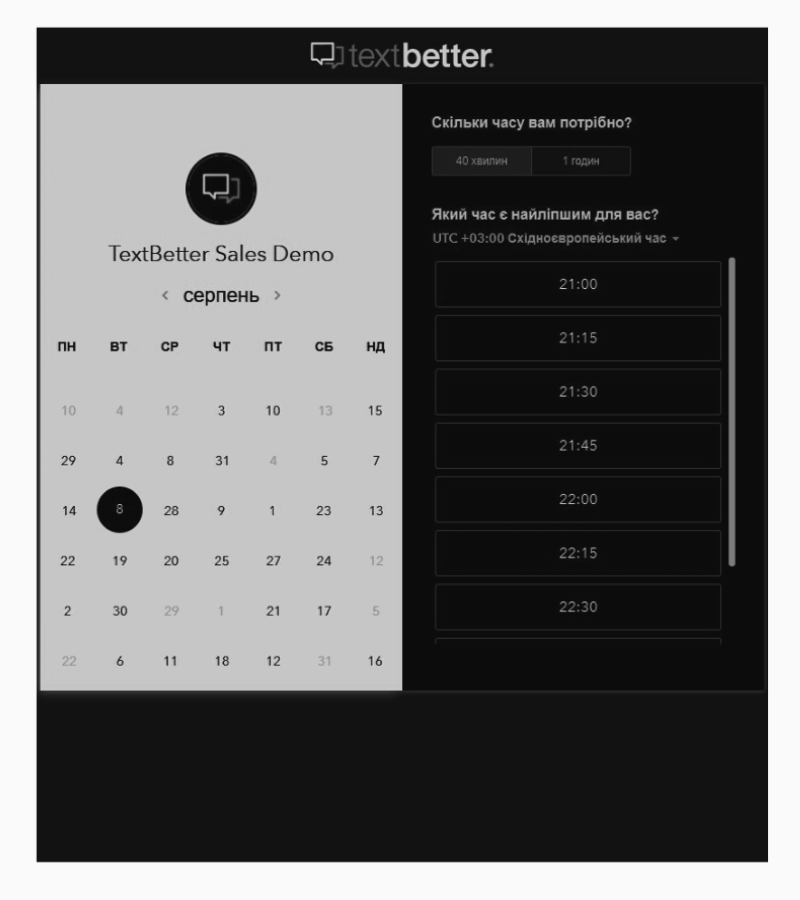 textbetter.
TextBetter Sales Demo
‹ серпень ›
ПН ВТ СР ЧТ ПТ СБ НД
10 4 12 3 10 13 15
29 4 8 31 4 5 7
14 8 28 9 1 23 13
22 19 20 25 27 24 12
2 30 29 1 21 17 5
22 6 11 18 12 31 16
Скільки часу вам потрібно?
40 хвилин 1 годин
Який час є найліпшим для вас?
UTC +03:00 Східноєвропейський час
21:00
21:15
21:30
21:45
22:00
22:15
22:30